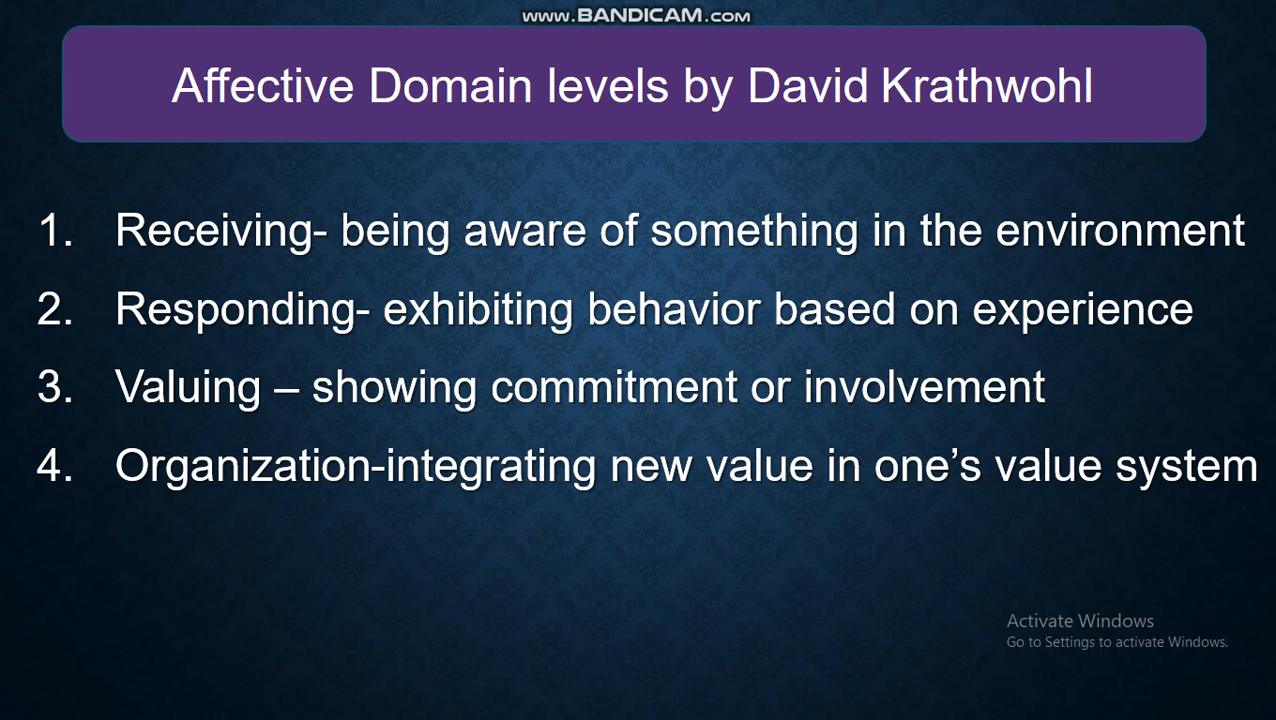 www.BANDICAM.com
Affective Domain levels by David Krathwohl
1. Receiving- being aware of something in the environment
2. Responding- exhibiting behavior based on experience
3. Valuing – showing commitment or involvement
4. Organization-integrating new value in one’s value system
Activate Windows
Go to Settings to activate Windows.